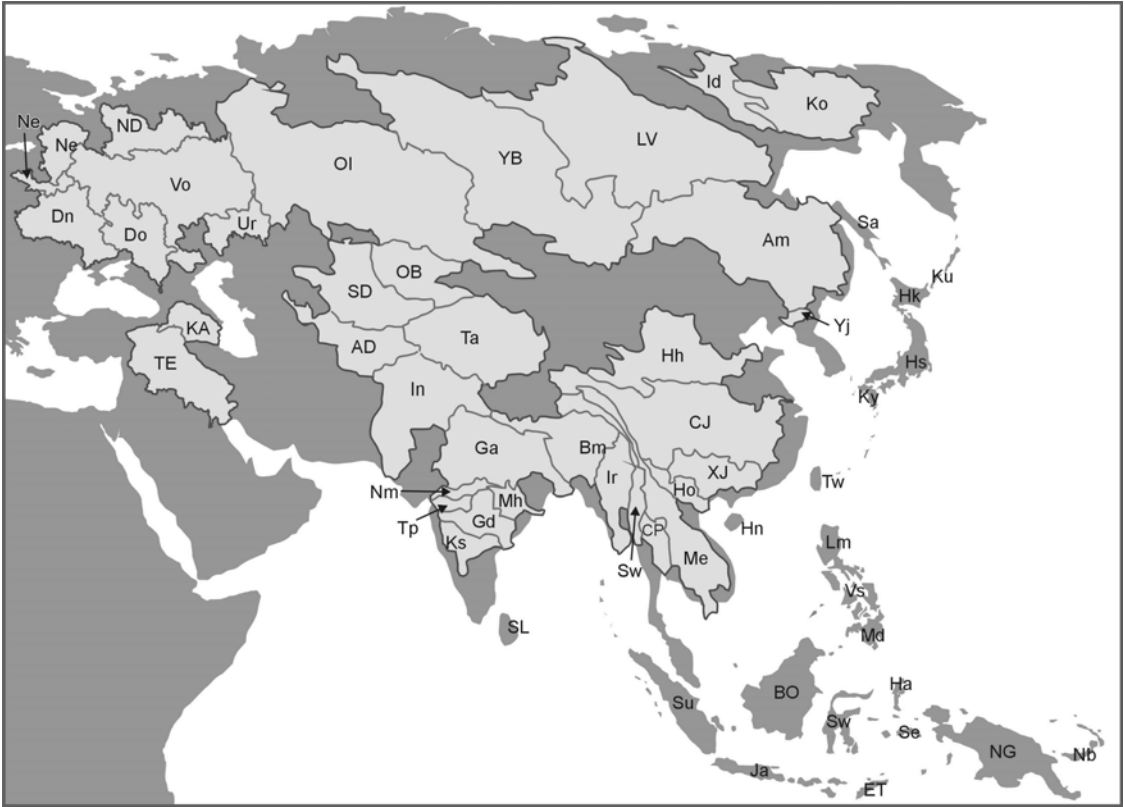 Id
Ko
Ne
ND
Ne
LV
YB
OI
Vo
Dn
Ur
Do
Sa
Am
OB
Ku
SD
Hk
KA
Yj
Ta
AD
Hh
TE
Hs
In
Ky
CJ
Ga
Bm
XJ
Ir
Tw
Ho
Nm
Mh
Tp
Gd
Hn
CP
Ks
Lm
Me
Sw
Vs
SL
Md
Ha
BO
Su
Sw
Se
NG
Nb
Ja
ET